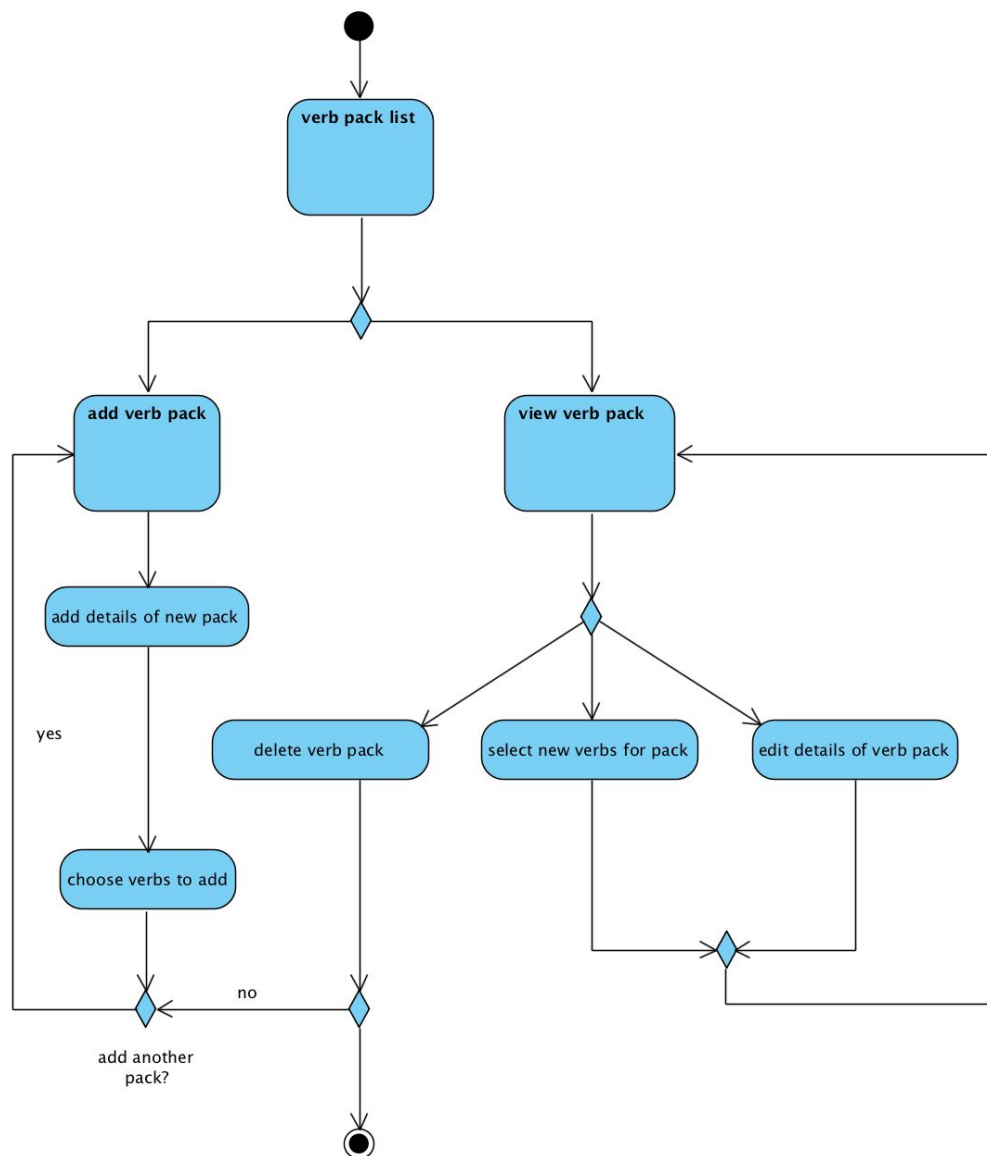 verb pack list
add verb pack
view verb pack
add details of new pack
yes
delete verb pack
select new verbs for pack
edit details of verb pack
choose verbs to add
no
add another
pack?